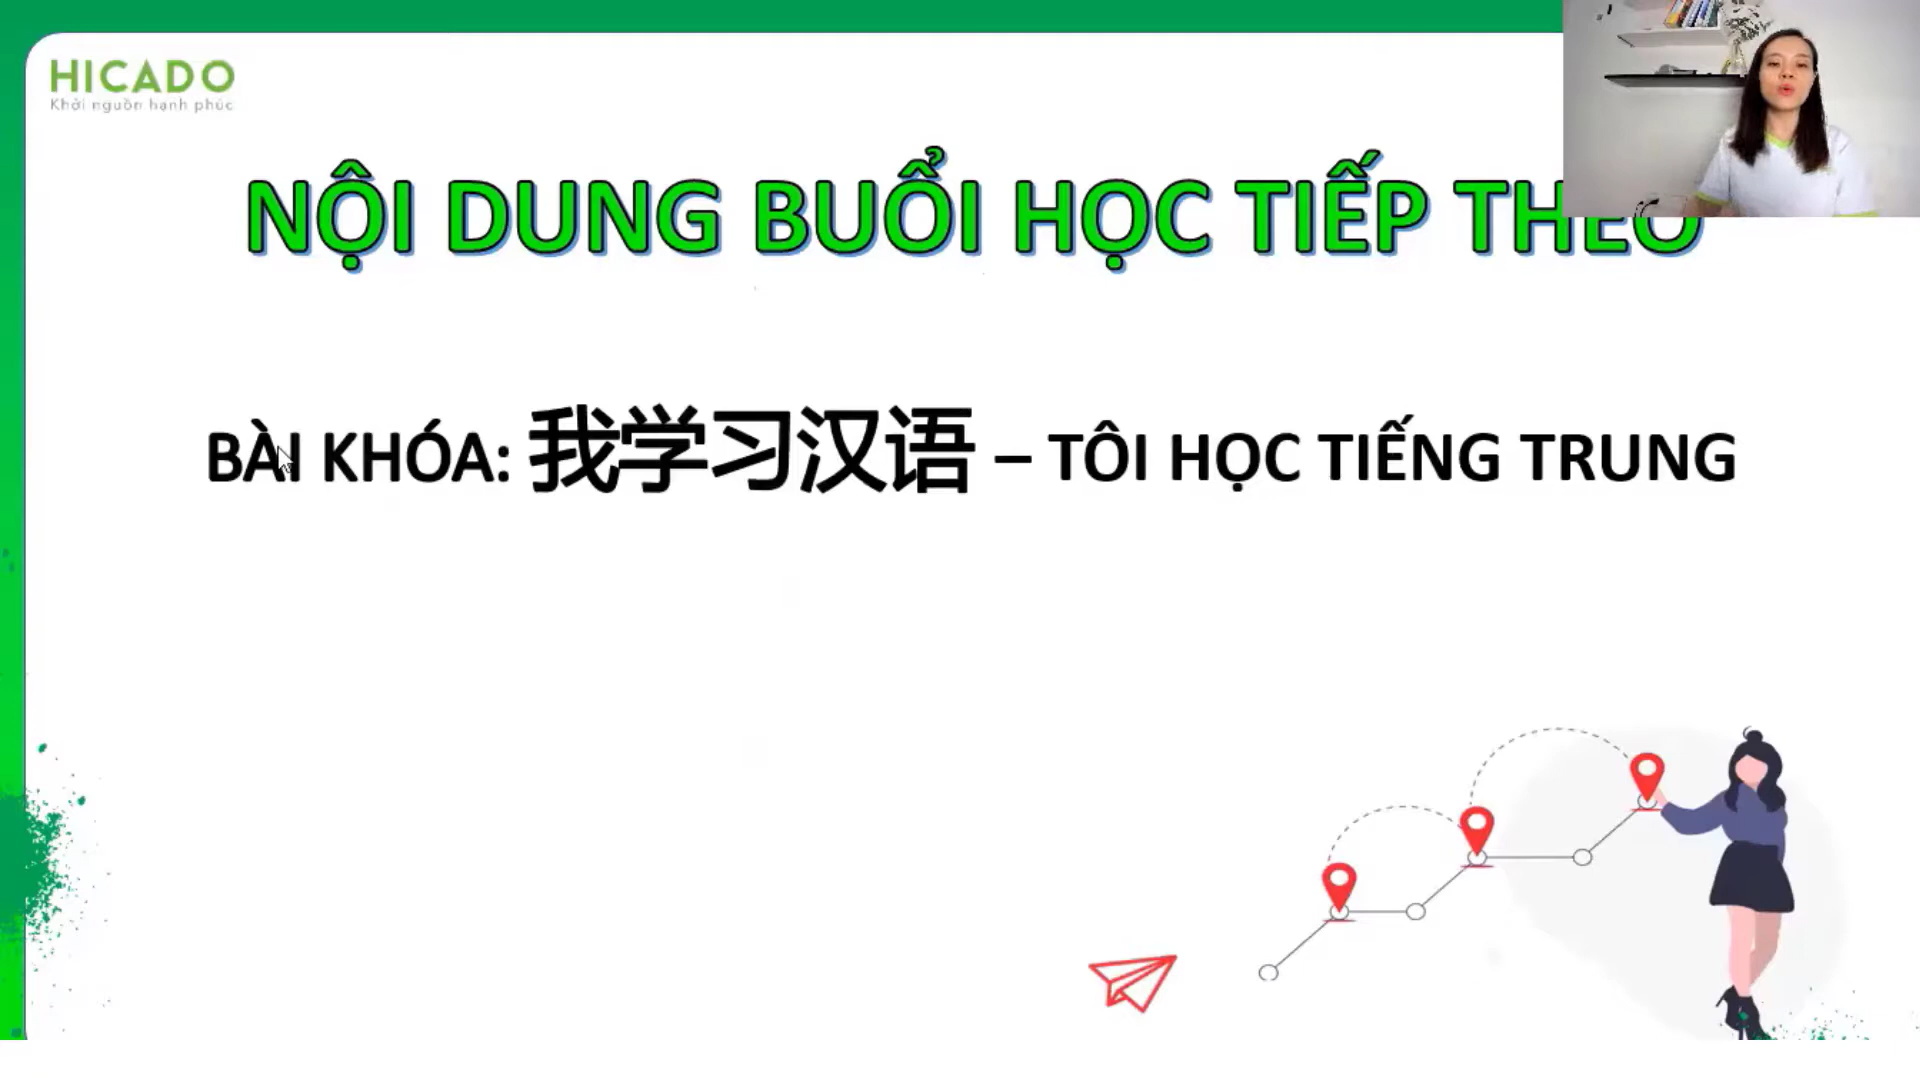 HICADO
Khởi nguồn hạnh phúc
NỘI DUNG BUỔI HỌC TIẾP THEO
BÀI KHÓA: 我学习汉语 – TÔI HỌC TIẾNG TRUNG